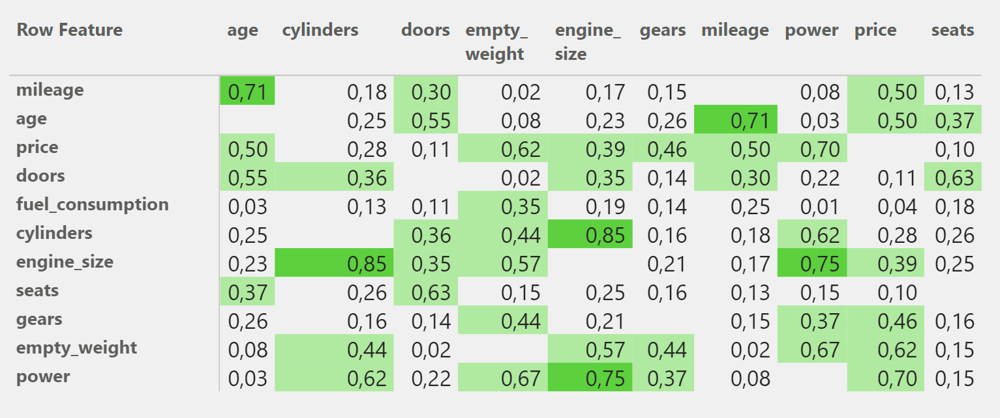 Row Feature age cylinders doors empty_ engine_ gears mileage power price seats
weight size
mileage 0,71 0,18 0,30 0,02 0,17 0,15 0,08 0,50 0,13
age 0,25 0,55 0,08 0,23 0,26 0,71 0,03 0,50 0,37
price 0,50 0,28 0,11 0,62 0,39 0,46 0,50 0,70 0,10
doors 0,55 0,36 0,02 0,35 0,14 0,30 0,22 0,11 0,63
fuel_consumption 0,03 0,13 0,11 0,35 0,19 0,14 0,25 0,01 0,04 0,18
cylinders 0,25 0,36 0,44 0,85 0,16 0,18 0,62 0,28 0,26
engine_size 0,23 0,85 0,35 0,57 0,21 0,17 0,75 0,39 0,25
seats 0,37 0,26 0,63 0,15 0,25 0,16 0,13 0,15 0,10
gears 0,26 0,16 0,14 0,44 0,21 0,15 0,37 0,46 0,16
empty_weight 0,08 0,44 0,02 0,57 0,44 0,02 0,67 0,62 0,15
power 0,03 0,62 0,22 0,67 0,75 0,37 0,08 0,70 0,15